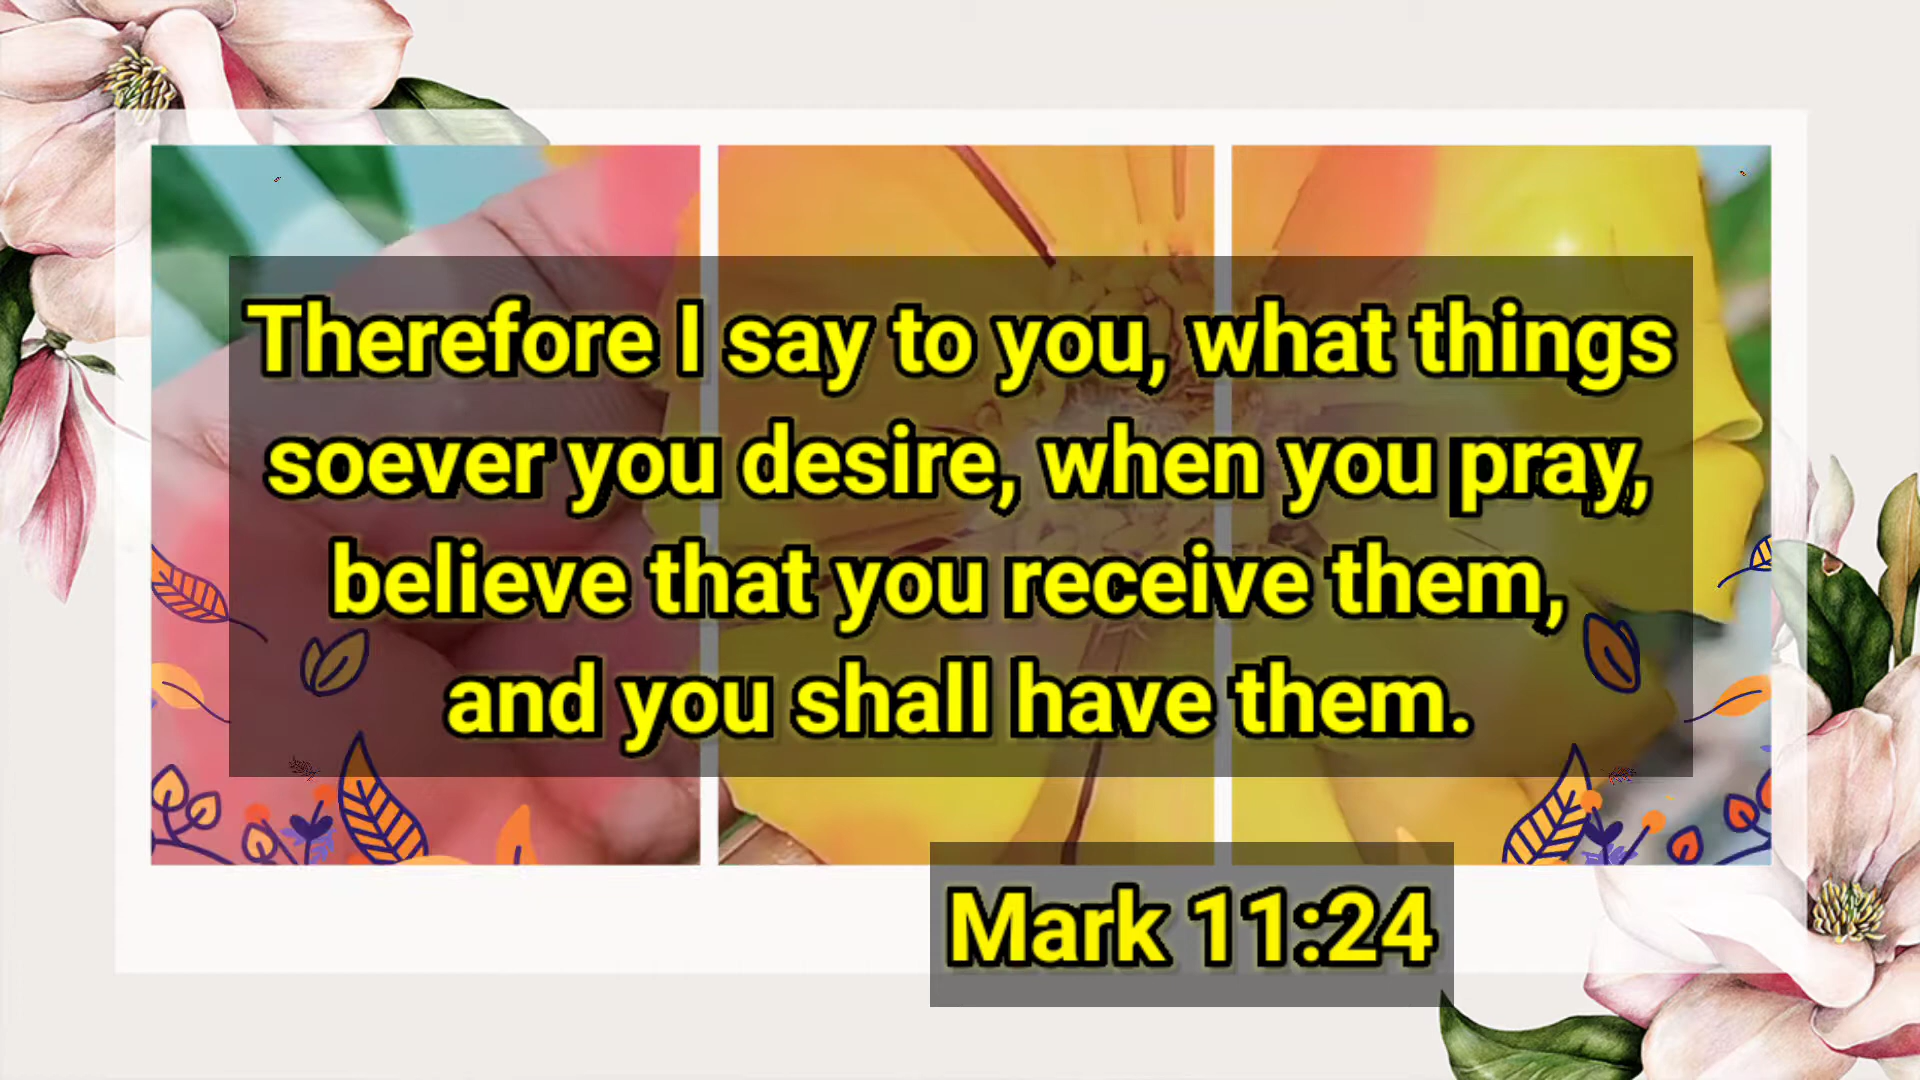 Therefore I say to you, what things
soever you desire, when you pray,
believe that you receive them,
and you shall have them.
Mark 11:24